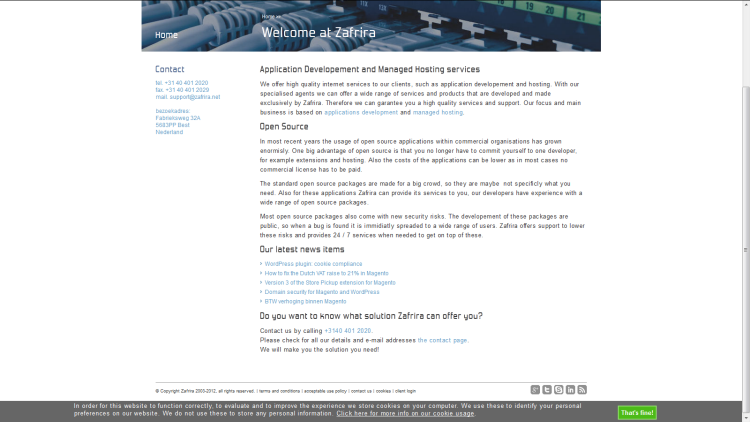 Home >>
Home
Welcome at Zafrira
Contact
tel. +31 40 401 2020
fax. +31 40 401 2029
mail. support@zafrira.net
bezoekadres:
Fabrieksweg 32A
5683PP Best
Nederland
Application Developement and Managed Hosting services
We offer high quality internet services to our clients, such as application developement and hosting. With our
specialised agents we can offer a wide range of services and products that are developed and made
exclusively by Zafrira. Therefore we can garantee you a high quality services and support. Our focus and main
business is based on applications development and managed hosting.
Open Source
In most recent years the usage of open source applications within commercial organisations has grown
enormisly. One big advantage of open source is that you no longer have to commit yourself to one developer,
for example extensions and hosting. Also the costs of the applications can be lower as in most cases no
commercial license has to be paid.
The standard open source packages are made for a big crowd, so they are maybe not specificly what you
need. Also for these applications Zafrira can provide its services to you, our developers have experience with a
wide range of open source packages.
Most open source packages also come with new security risks. The developement of these packages are
public, so when a bug is found it is immidiatly spreaded to a wide range of users. Zafrira offers support to lower
these risks and provides 24 / 7 services when needed to get on top of these.
Our latest news items
WordPress plugin: cookie compliance
How to fix the Dutch VAT raise to 21% in Magento
Version 3 of the Store Pickup extension for Magento
Domain security for Magento and WordPress
BTW verhoging binnen Magento
Do you want to know what solution Zafrira can offer you?
Contact us by calling +3140 401 2020.
Please check for all our details and e-mail addresses the contact page.
We will make you the solution you need!
© Copyright Zafrira 2003-2012, all rights reserved. | terms and conditions | acceptable use policy | contact us | cookies | client login
In order for this website to function correctly, to evaluate and to improve the experience we store cookies on your computer. We use these to identify your personal
preferences on our website. We do not use these to store any personal information. Click here for more info on our cookie usage.
That's fine!